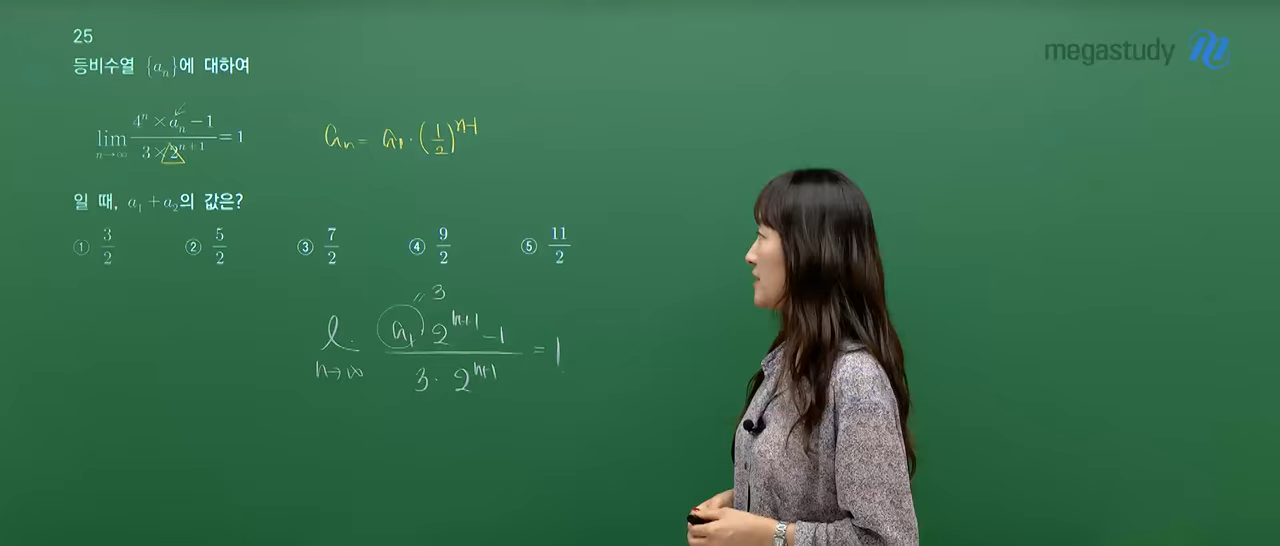 25
megastudy
등비수열 {aₙ}에 대하여
lim n→∞ (4ⁿ × aₙ − 1) / (3 × 2ⁿ⁺¹) = 1
aₙ = a₁ · (1/2)ⁿ⁻¹
일 때, a₁ + a₂의 값은?
① 3/2 ② 5/2 ③ 7/2 ④ 9/2 ⑤ 11/2
〃 3
l. n→∞ (a₁ 2ⁿ⁺¹ − 1) / (3 · 2ⁿ⁺¹) = 1